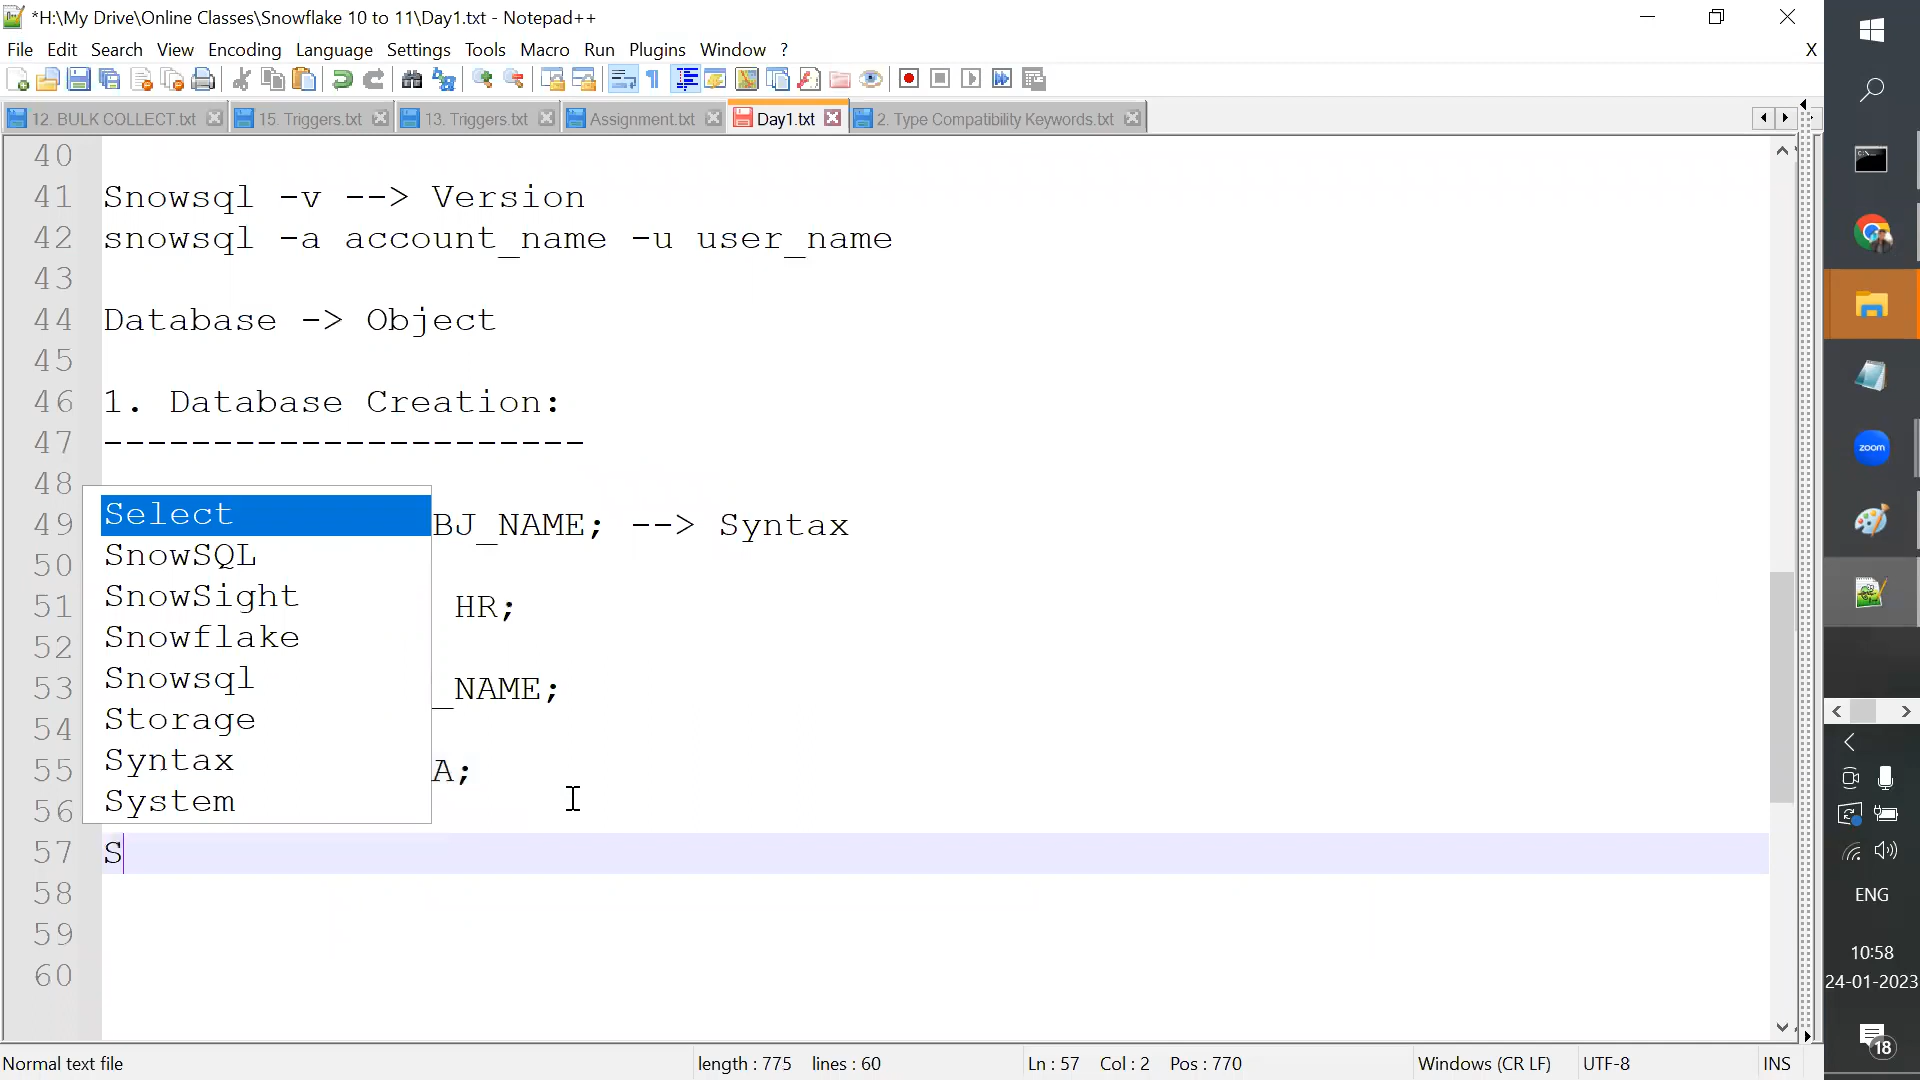 *H:\My Drive\Online Classes\Snowflake 10 to 11\Day1.txt - Notepad++
File Edit Search View Encoding Language Settings Tools Macro Run Plugins Window ? X
12. BULK COLLECT.txt 15. Triggers.txt 13. Triggers.txt Assignment.txt Day1.txt 2. Type Compatibility Keywords.txt
40
41 Snowsql -v --> Version
42 snowsql -a account_name -u user_name
43
44 Database -> Object
45
46 1. Database Creation:
47 ----------------------
48
49 BJ_NAME; --> Syntax
50
51 HR;
52
53 _NAME;
54
55 A;
56
57 S
58
59
60
Select
SnowSQL
SnowSight
Snowflake
Snowsql
Storage
Syntax
System
Normal text file length : 775 lines : 60 Ln : 57 Col : 2 Pos : 770 Windows (CR LF) UTF-8 INS
zoom
ENG
10:58
24-01-2023
18